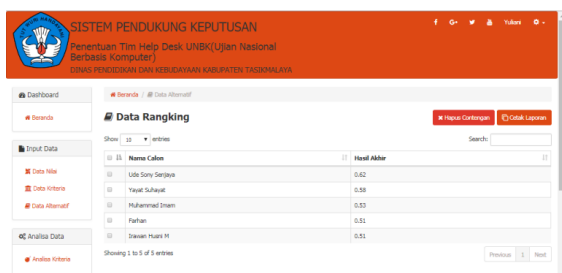 TUT WURI HANDAYANI
SISTEM PENDUKUNG KEPUTUSAN
Penentuan Tim Help Desk UNBK(Ujian Nasional
Berbasis Komputer)
DINAS PENDIDIKAN DAN KEBUDAYAAN KABUPATEN TASIKMALAYA
G+ Yuliani
Dashboard
Beranda
Input Data
Data Nilai
Data Kriteria
Data Alternatif
Analisa Data
Analisa Kriteria
Beranda / Data Alternatif
Data Rangking
Hapus Contengan
Cetak Laporan
Show 10 entries
Search:
Nama Calon Hasil Akhir
Ude Sony Senjaya 0.62
Yayat Suhayat 0.58
Muhammad Imam 0.53
Farhan 0.51
Irawan Husni M 0.51
Showing 1 to 5 of 5 entries
Previous 1 Next